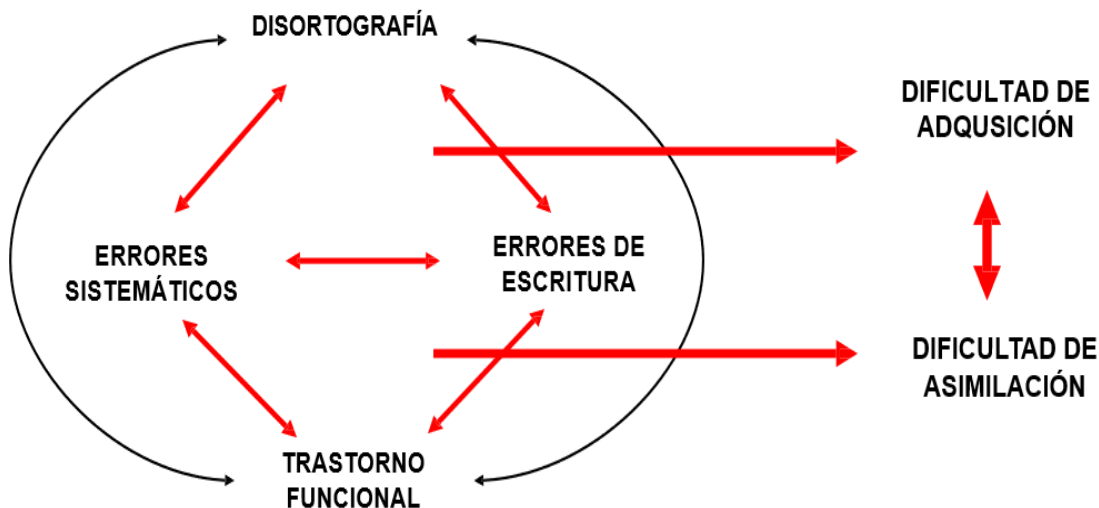 DISORTOGRAFÍA
DIFICULTAD DE
ADQUSICIÓN
ERRORES
SISTEMÁTICOS
ERRORES DE
ESCRITURA
DIFICULTAD DE
ASIMILACIÓN
TRASTORNO
FUNCIONAL